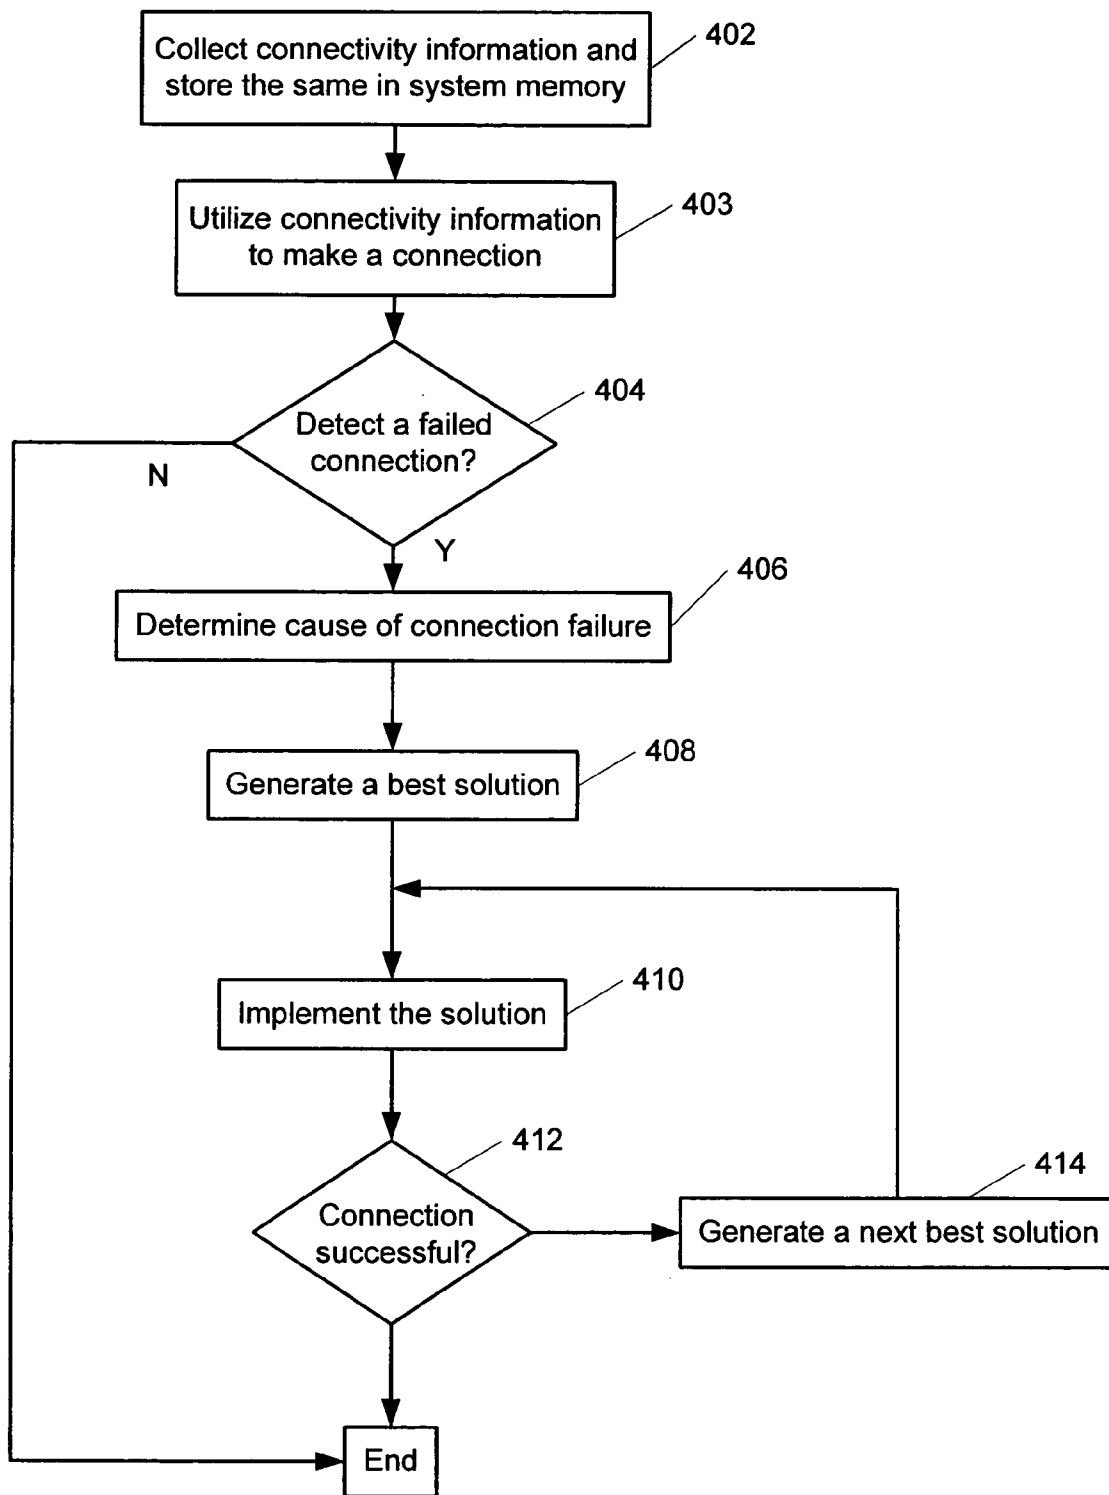 Collect connectivity information and
store the same in system memory
402
Utilize connectivity information
to make a connection
403
Detect a failed
connection?
404
N
Y
Determine cause of connection failure
406
Generate a best solution
408
Implement the solution
410
Connection
successful?
412
Generate a next best solution
414
End